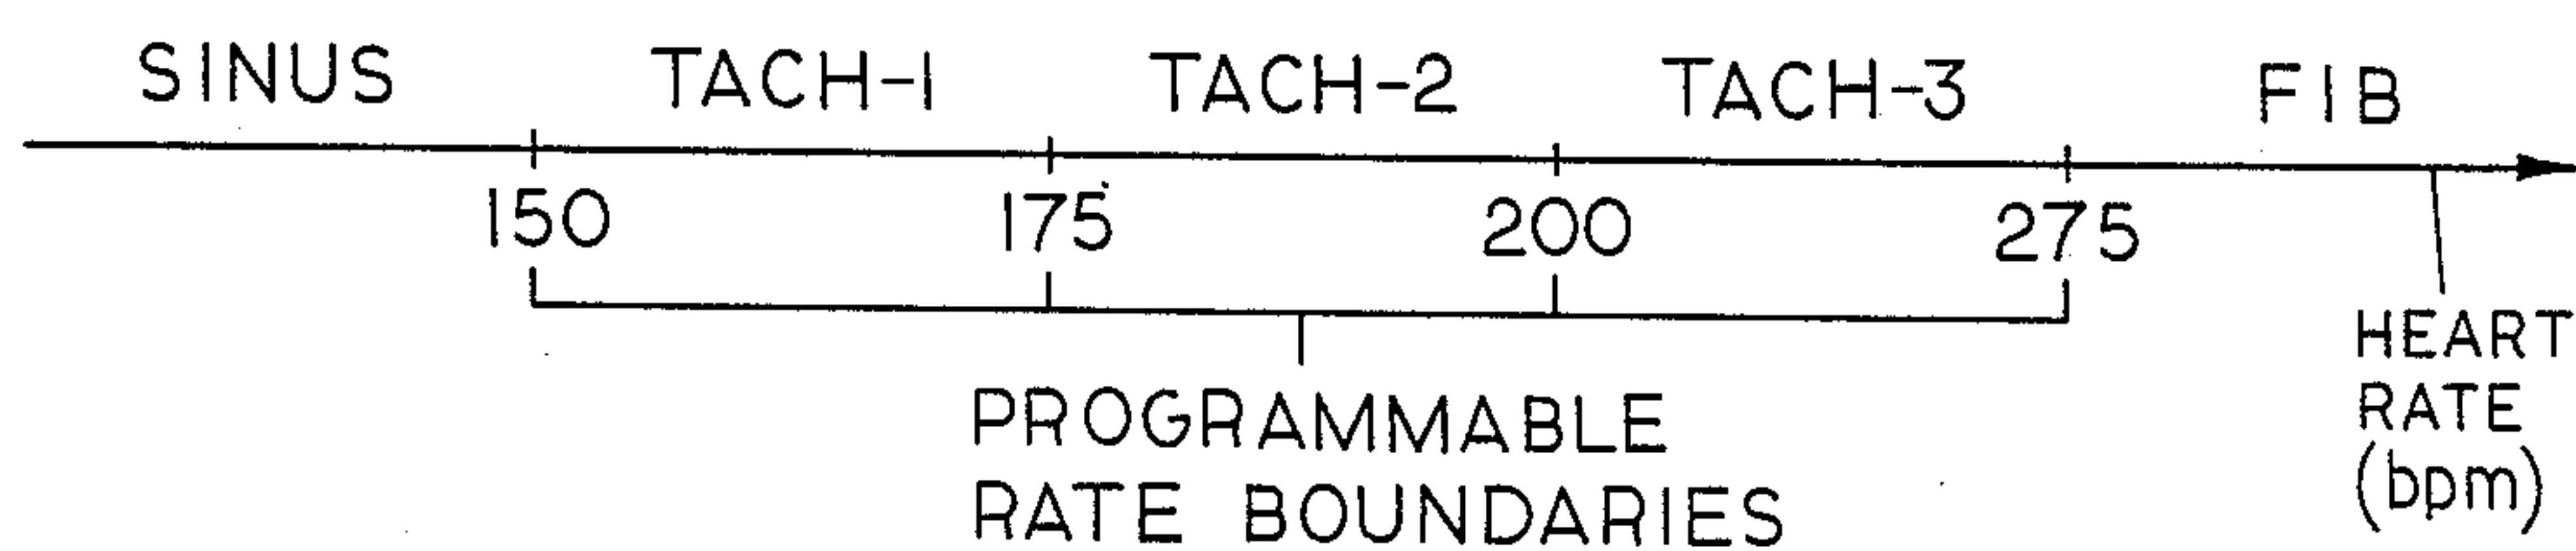 SINUS TACH-1 TACH-2 TACH-3 FIB
150 175 200 275
HEART
RATE
(bpm)
PROGRAMMABLE
RATE BOUNDARIES